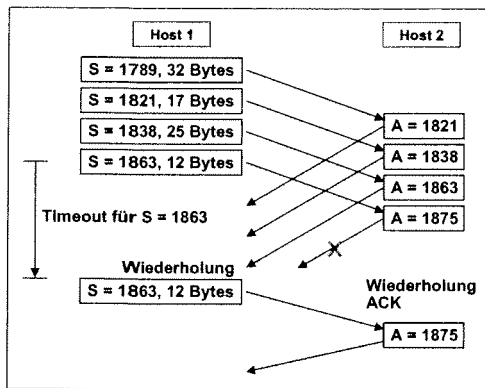 Host 1
Host 2
S = 1789, 32 Bytes
S = 1821, 17 Bytes
S = 1838, 25 Bytes
S = 1863, 12 Bytes
A = 1821
A = 1838
A = 1863
A = 1875
Timeout für S = 1863
Wiederholung
S = 1863, 12 Bytes
Wiederholung
ACK
A = 1875